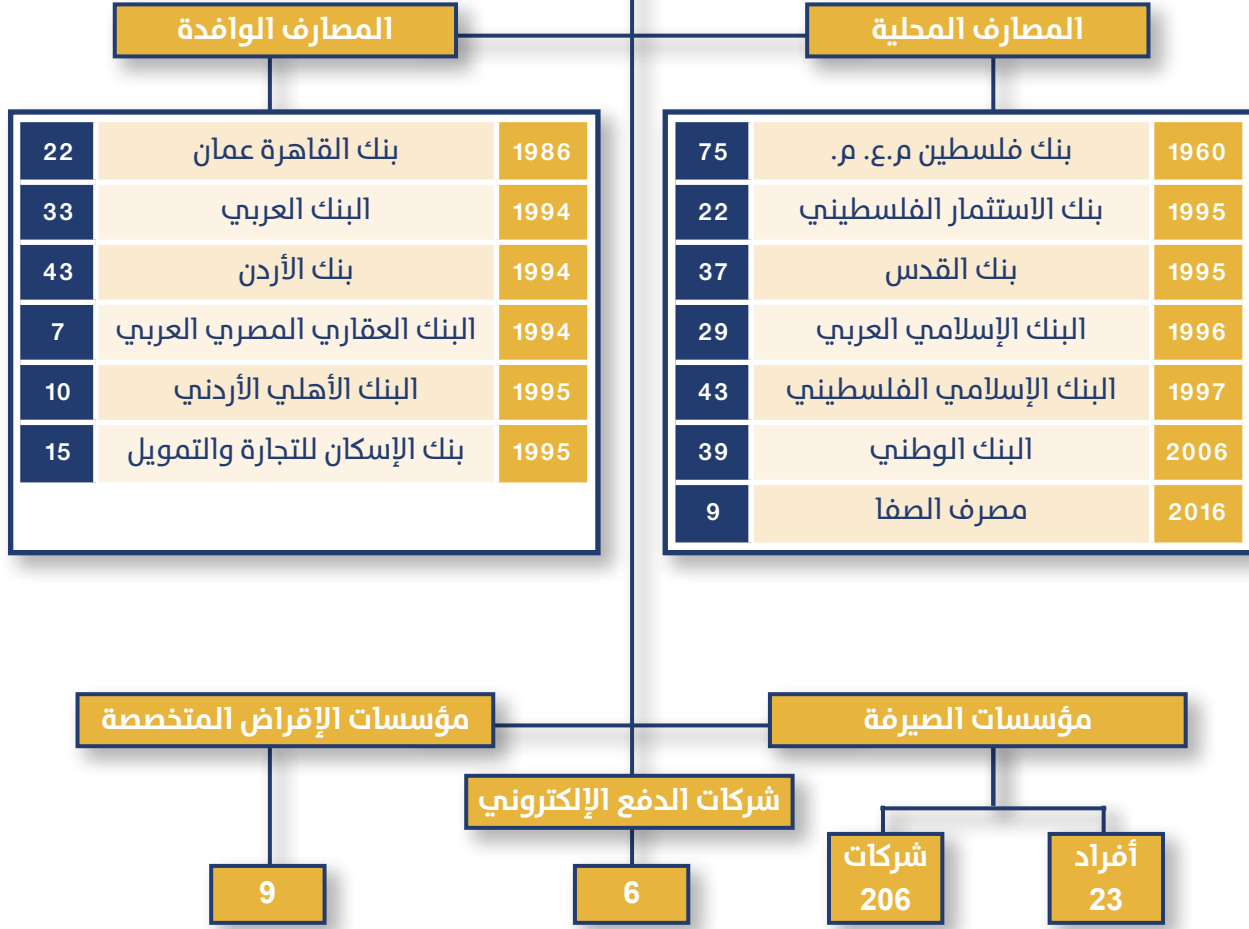 المصارف المحلية
المصارف الوافدة
1960 بنك فلسطين م.ع. م. 75
1995 بنك الاستثمار الفلسطيني 22
1995 بنك القدس 37
1996 البنك الإسلامي العربي 29
1997 البنك الإسلامي الفلسطيني 43
2006 البنك الوطني 39
2016 مصرف الصفا 9
1986 بنك القاهرة عمان 22
1994 البنك العربي 33
1994 بنك الأردن 43
1994 البنك العقاري المصري العربي 7
1995 البنك الأهلي الأردني 10
1995 بنك الإسكان للتجارة والتمويل 15
مؤسسات الصيرفة
مؤسسات الإقراض المتخصصة
شركات الدفع الإلكتروني
أفراد
23
شركات
206
6
9